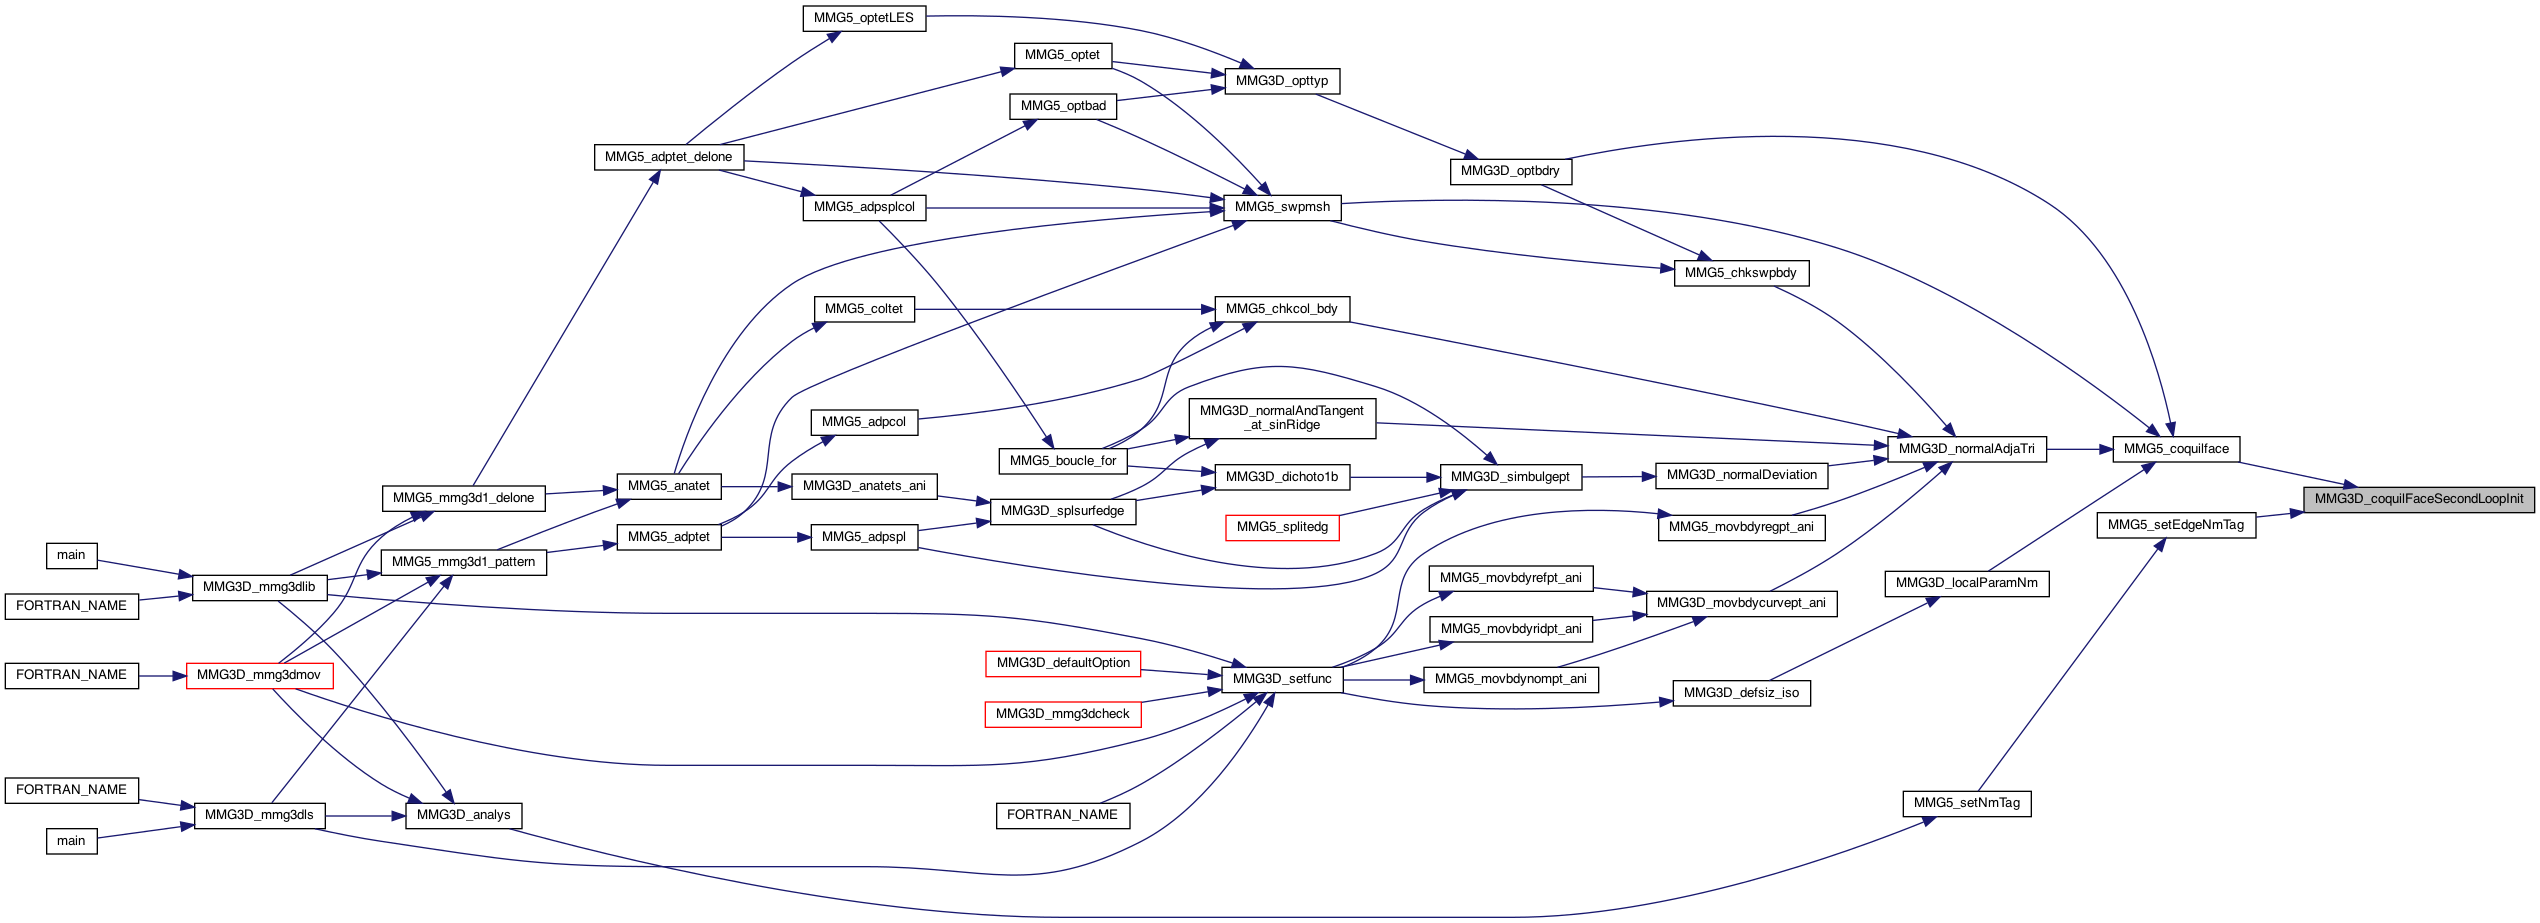 MMG5_optetLES
MMG5_optet
MMG3D_opttyp
MMG5_optbad
MMG5_adptet_delone
MMG3D_optbdry
MMG5_adpsplcol
MMG5_swpmsh
MMG5_chkswpbdy
MMG5_coltet
MMG5_chkcol_bdy
MMG5_adpcol
MMG3D_normalAndTangent
_at_sinRidge
MMG3D_normalAdjaTri
MMG5_coquilface
MMG5_boucle_for
MMG3D_normalDeviation
MMG3D_dichoto1b
MMG3D_simbulgept
MMG5_anatet
MMG3D_anatets_ani
MMG5_mmg3d1_delone
MMG3D_coquilFaceSecondLoopInit
MMG3D_splsurfedge
MMG5_splitedg
MMG5_movbdyregpt_ani
MMG5_setEdgeNmTag
MMG5_adptet
MMG5_adpspl
main
MMG5_mmg3d1_pattern
MMG3D_mmg3dlib
MMG5_movbdyrefpt_ani
MMG3D_localParamNm
FORTRAN_NAME
MMG3D_movbdycurvept_ani
MMG5_movbdyridpt_ani
MMG3D_defaultOption
FORTRAN_NAME
MMG3D_mmg3dmov
MMG3D_setfunc
MMG5_movbdynompt_ani
MMG3D_defsiz_iso
MMG3D_mmg3dcheck
FORTRAN_NAME
MMG5_setNmTag
MMG3D_mmg3dls
MMG3D_analys
FORTRAN_NAME
main